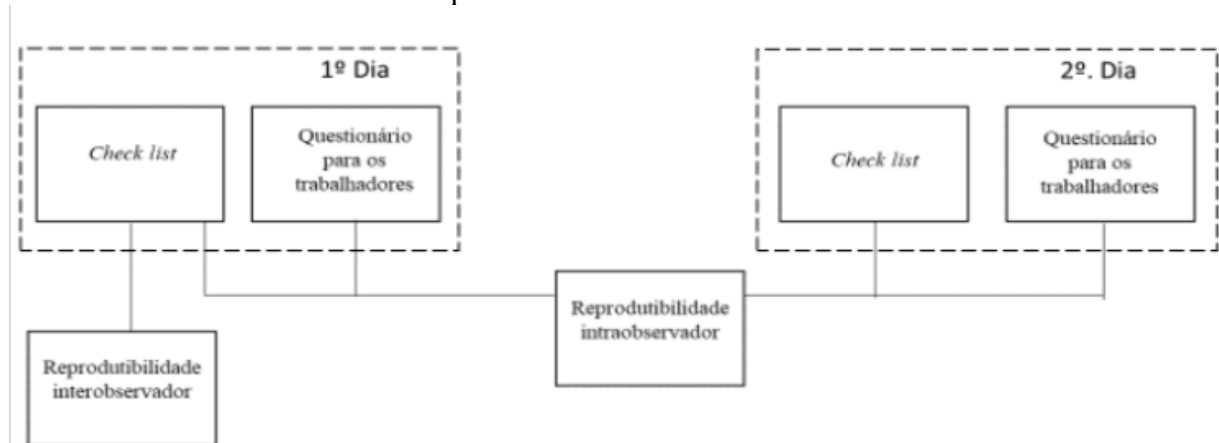 1º Dia
Check list
Questionário
para os
trabalhadores
2º. Dia
Check list
Questionário
para os
trabalhadores
Reprodutibilidade
intraobservador
Reprodutibilidade
interobservador